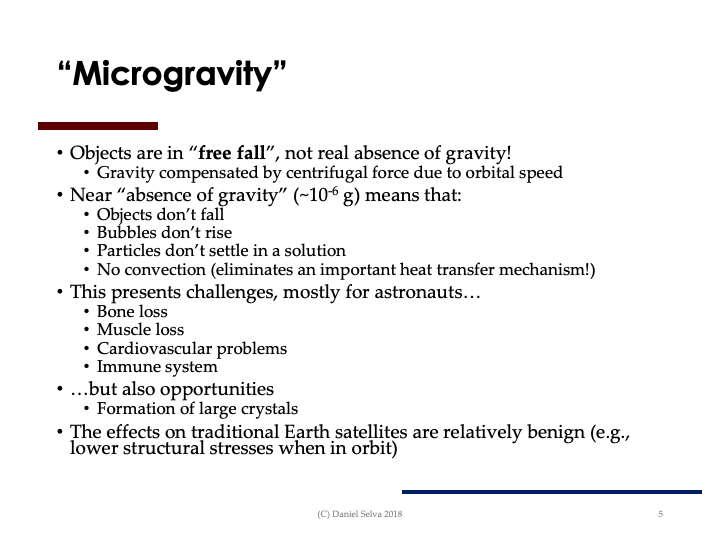 “Microgravity”
• Objects are in “free fall”, not real absence of gravity!
• Gravity compensated by centrifugal force due to orbital speed
• Near “absence of gravity” (~10⁻⁶ g) means that:
• Objects don’t fall
• Bubbles don’t rise
• Particles don’t settle in a solution
• No convection (eliminates an important heat transfer mechanism!)
• This presents challenges, mostly for astronauts…
• Bone loss
• Muscle loss
• Cardiovascular problems
• Immune system
• …but also opportunities
• Formation of large crystals
• The effects on traditional Earth satellites are relatively benign (e.g.,
lower structural stresses when in orbit)
(C) Daniel Selva 2018
5